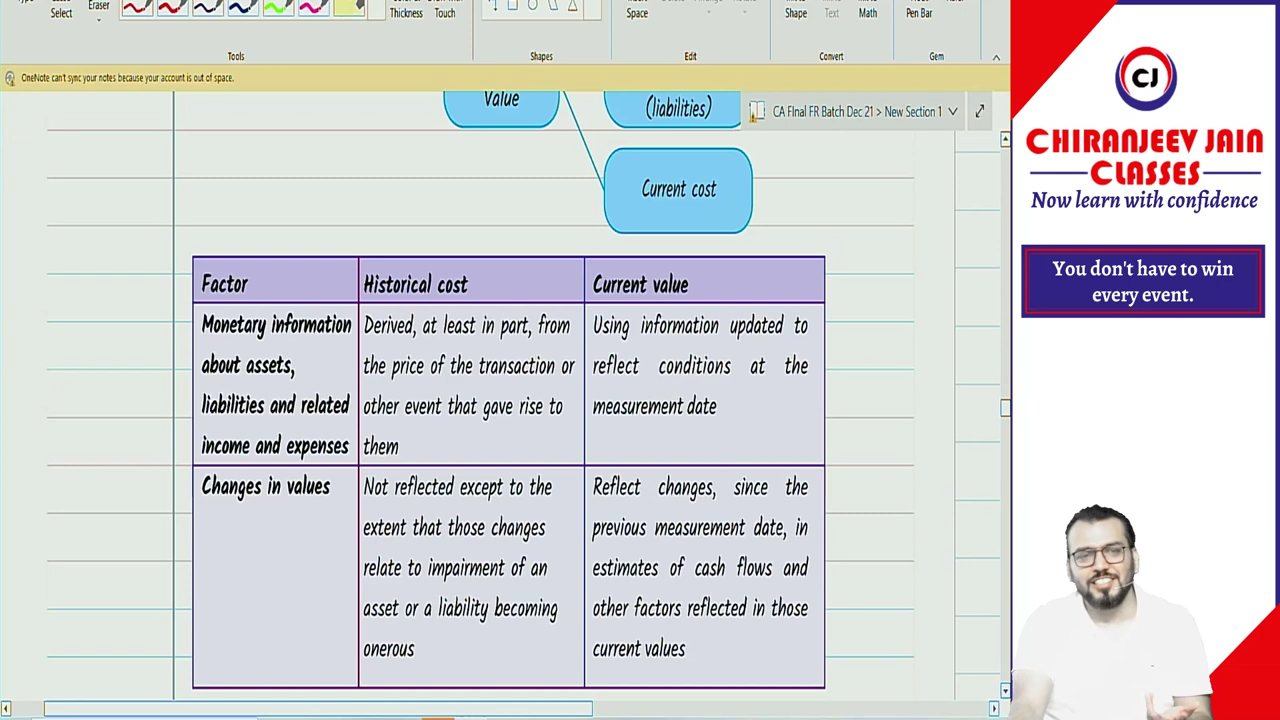 Select
Eraser
Thickness
Touch
Space
Shape
Text
Math
Pen Bar
Tools
Shapes
Edit
Convert
Gem
OneNote can't sync your notes because your account is out of space.
CA FInal FR Batch Dec 21 > New Section 1
Value
(liabilities)
Current cost
Factor
Historical cost
Current value
Monetary information
about assets,
liabilities and related
income and expenses
Derived, at least in part, from
the price of the transaction or
other event that gave rise to
them
Using information updated to
reflect conditions at the
measurement date
Changes in values
Not reflected except to the
extent that those changes
relate to impairment of an
asset or a liability becoming
onerous
Reflect changes, since the
previous measurement date, in
estimates of cash flows and
other factors reflected in those
current values
CJ
CHIRANJEEV JAIN
CLASSES
Now learn with confidence
You don't have to win
every event.